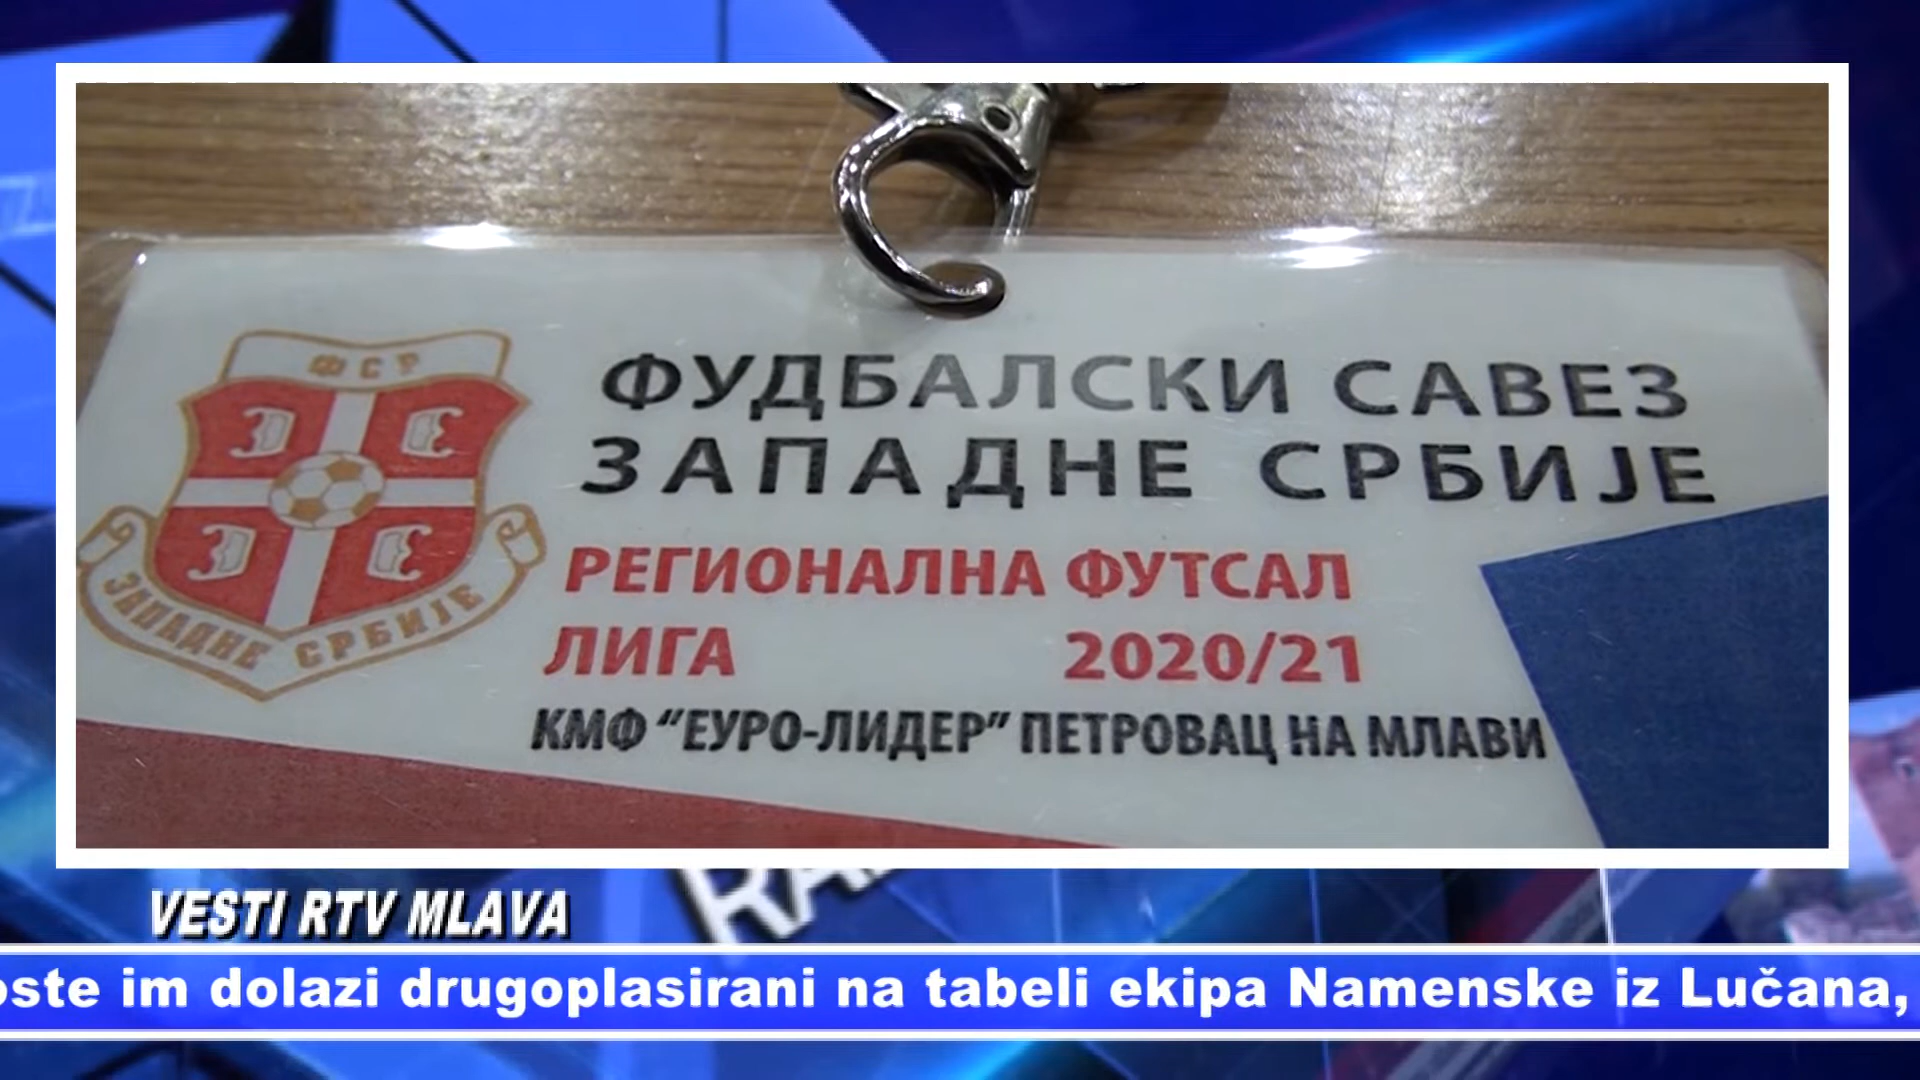 ФСР
ЗАПАДНЕ СРБИЈЕ
ФУДБАЛСКИ САВЕЗ
ЗАПАДНЕ СРБИЈЕ
РЕГИОНАЛНА ФУТСАЛ
ЛИГА 2020/21
КМФ "ЕУРО-ЛИДЕР" ПЕТРОВАЦ НА МЛАВИ
VESTI RTV MLAVA
im dolazi drugoplasirani na tabeli ekipa Namenske iz Lučana,